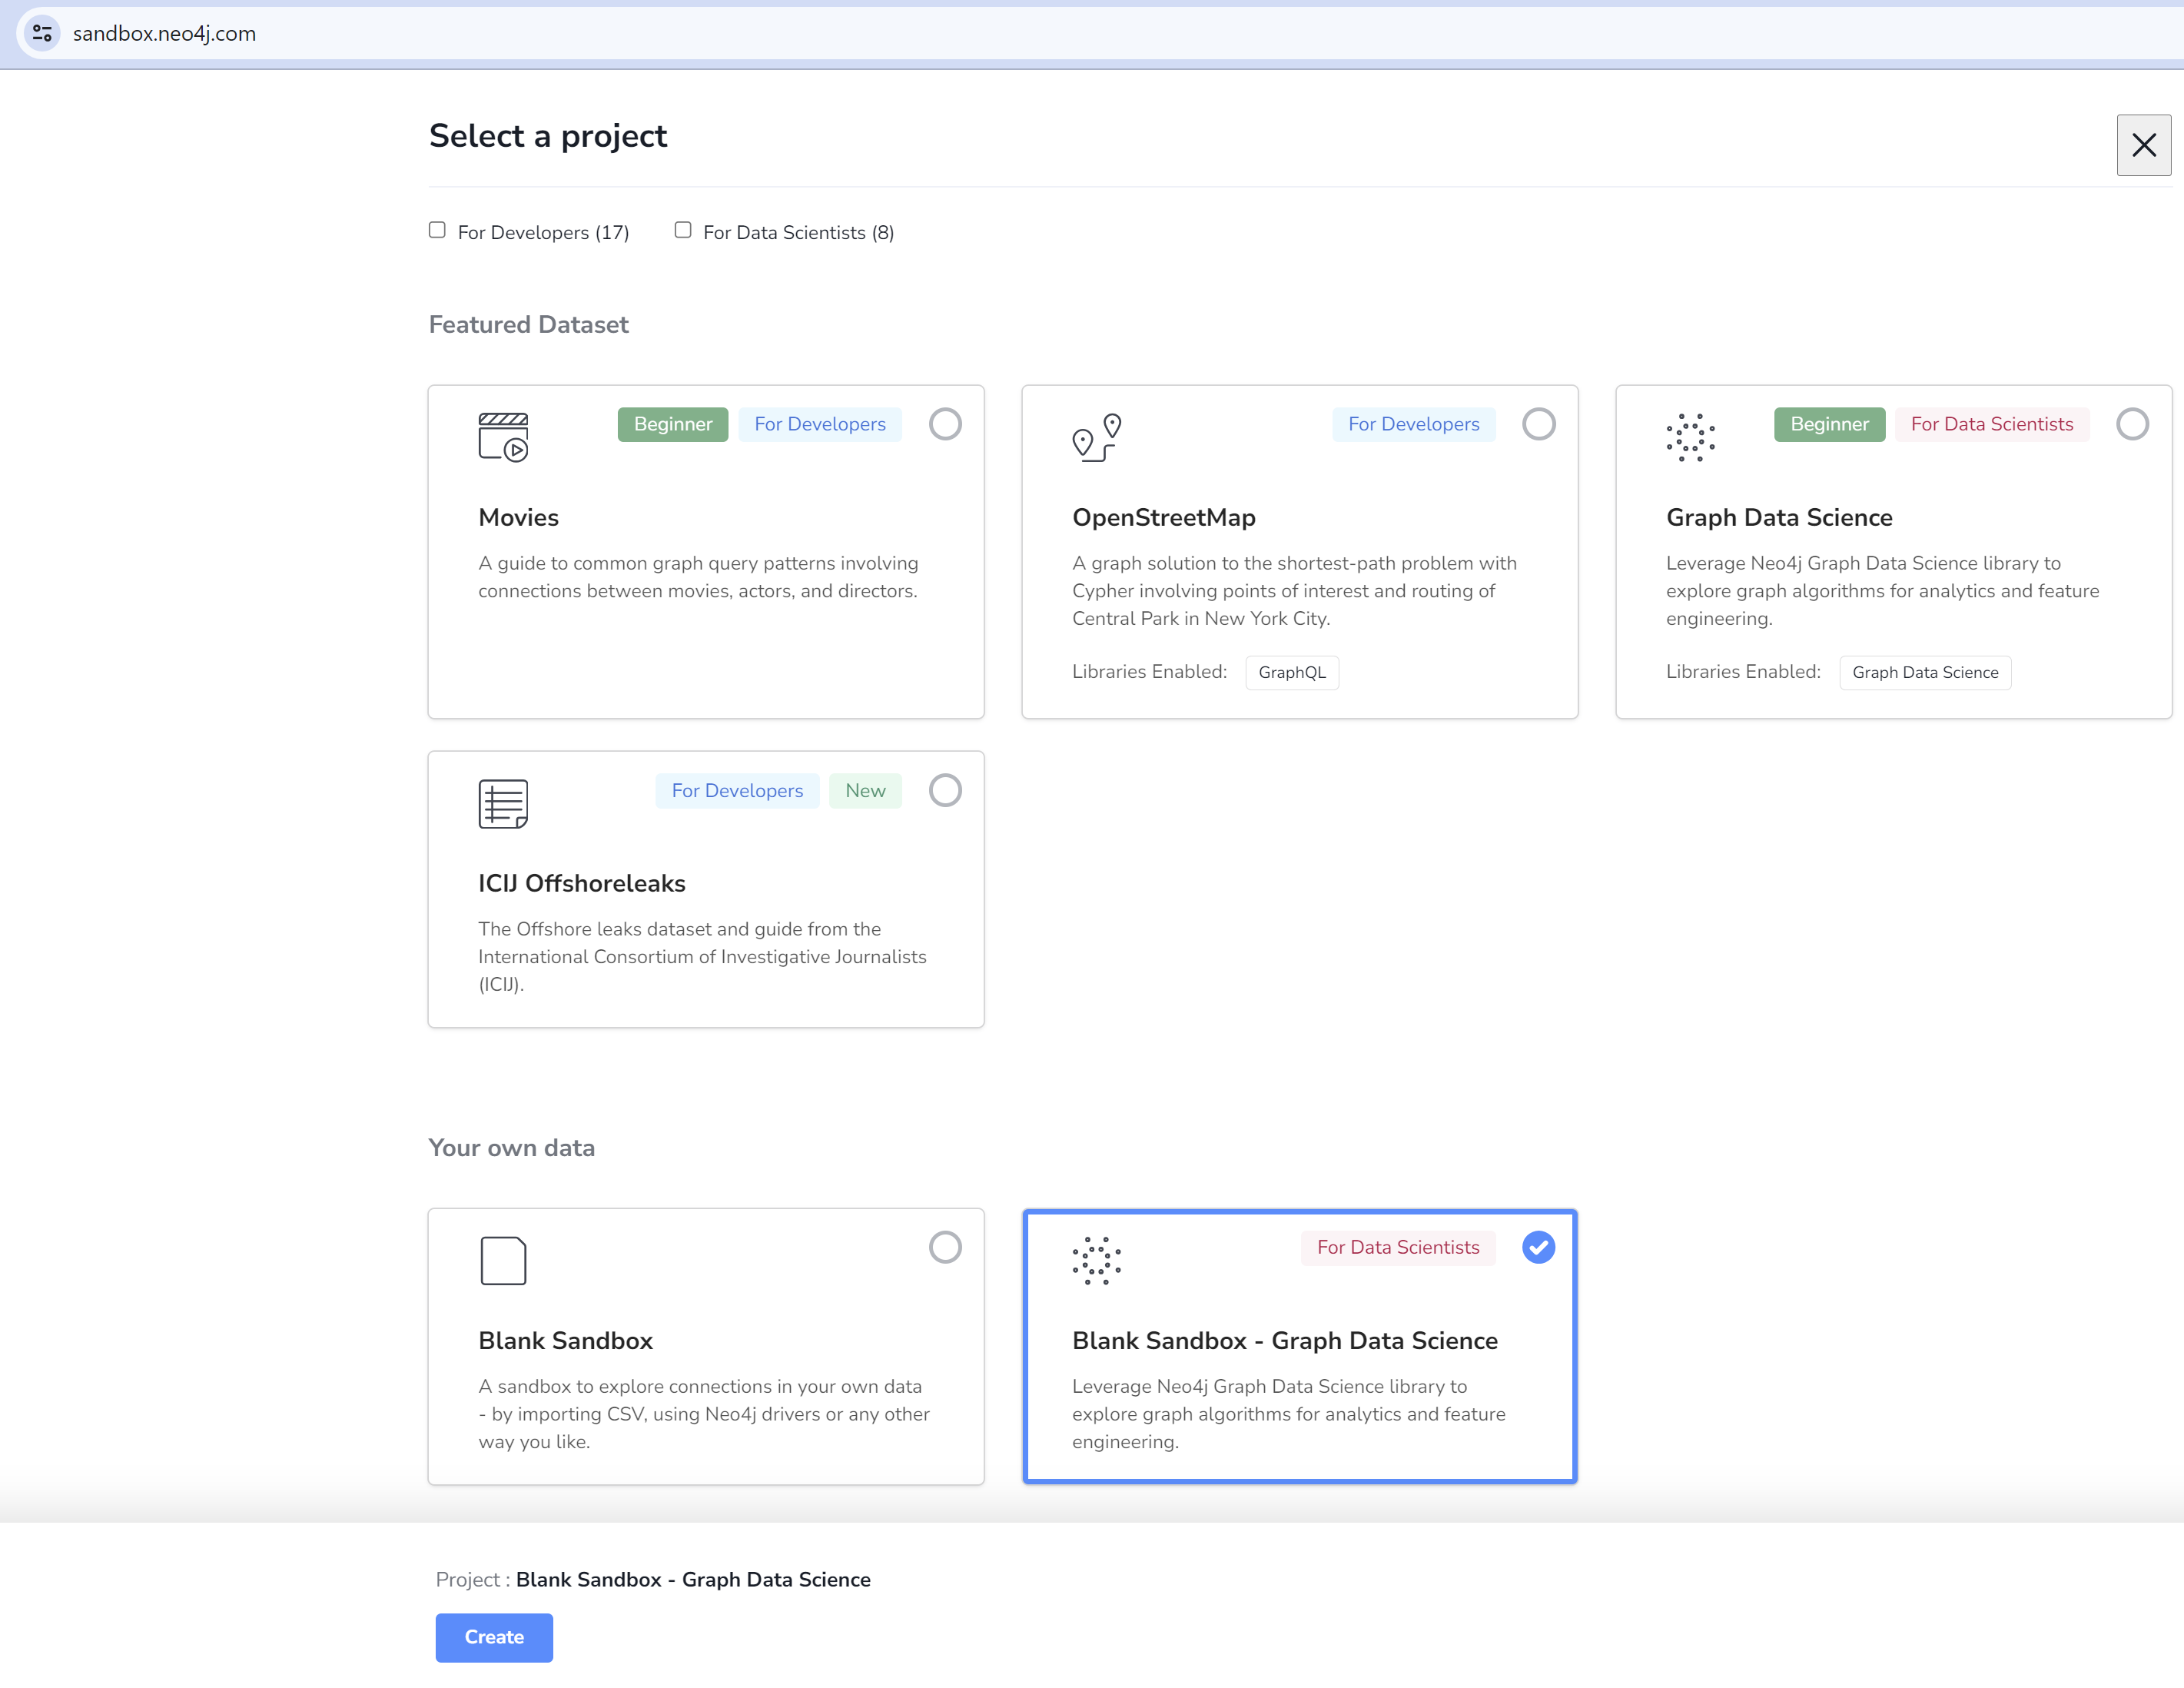 sandbox.neo4j.com
Select a project
For Developers (17)
For Data Scientists (8)
Featured Dataset
Beginner
For Developers
Movies
A guide to common graph query patterns involving
connections between movies, actors, and directors.
For Developers
OpenStreetMap
A graph solution to the shortest-path problem with
Cypher involving points of interest and routing of
Central Park in New York City.
Libraries Enabled: GraphQL
Beginner
For Data Scientists
Graph Data Science
Leverage Neo4j Graph Data Science library to
explore graph algorithms for analytics and feature
engineering.
Libraries Enabled: Graph Data Science
For Developers
New
ICIJ Offshoreleaks
The Offshore leaks dataset and guide from the
International Consortium of Investigative Journalists
(ICIJ).
Your own data
Blank Sandbox
A sandbox to explore connections in your own data
- by importing CSV, using Neo4j drivers or any other
way you like.
For Data Scientists
Blank Sandbox - Graph Data Science
Leverage Neo4j Graph Data Science library to
explore graph algorithms for analytics and feature
engineering.
Project : Blank Sandbox - Graph Data Science
Create